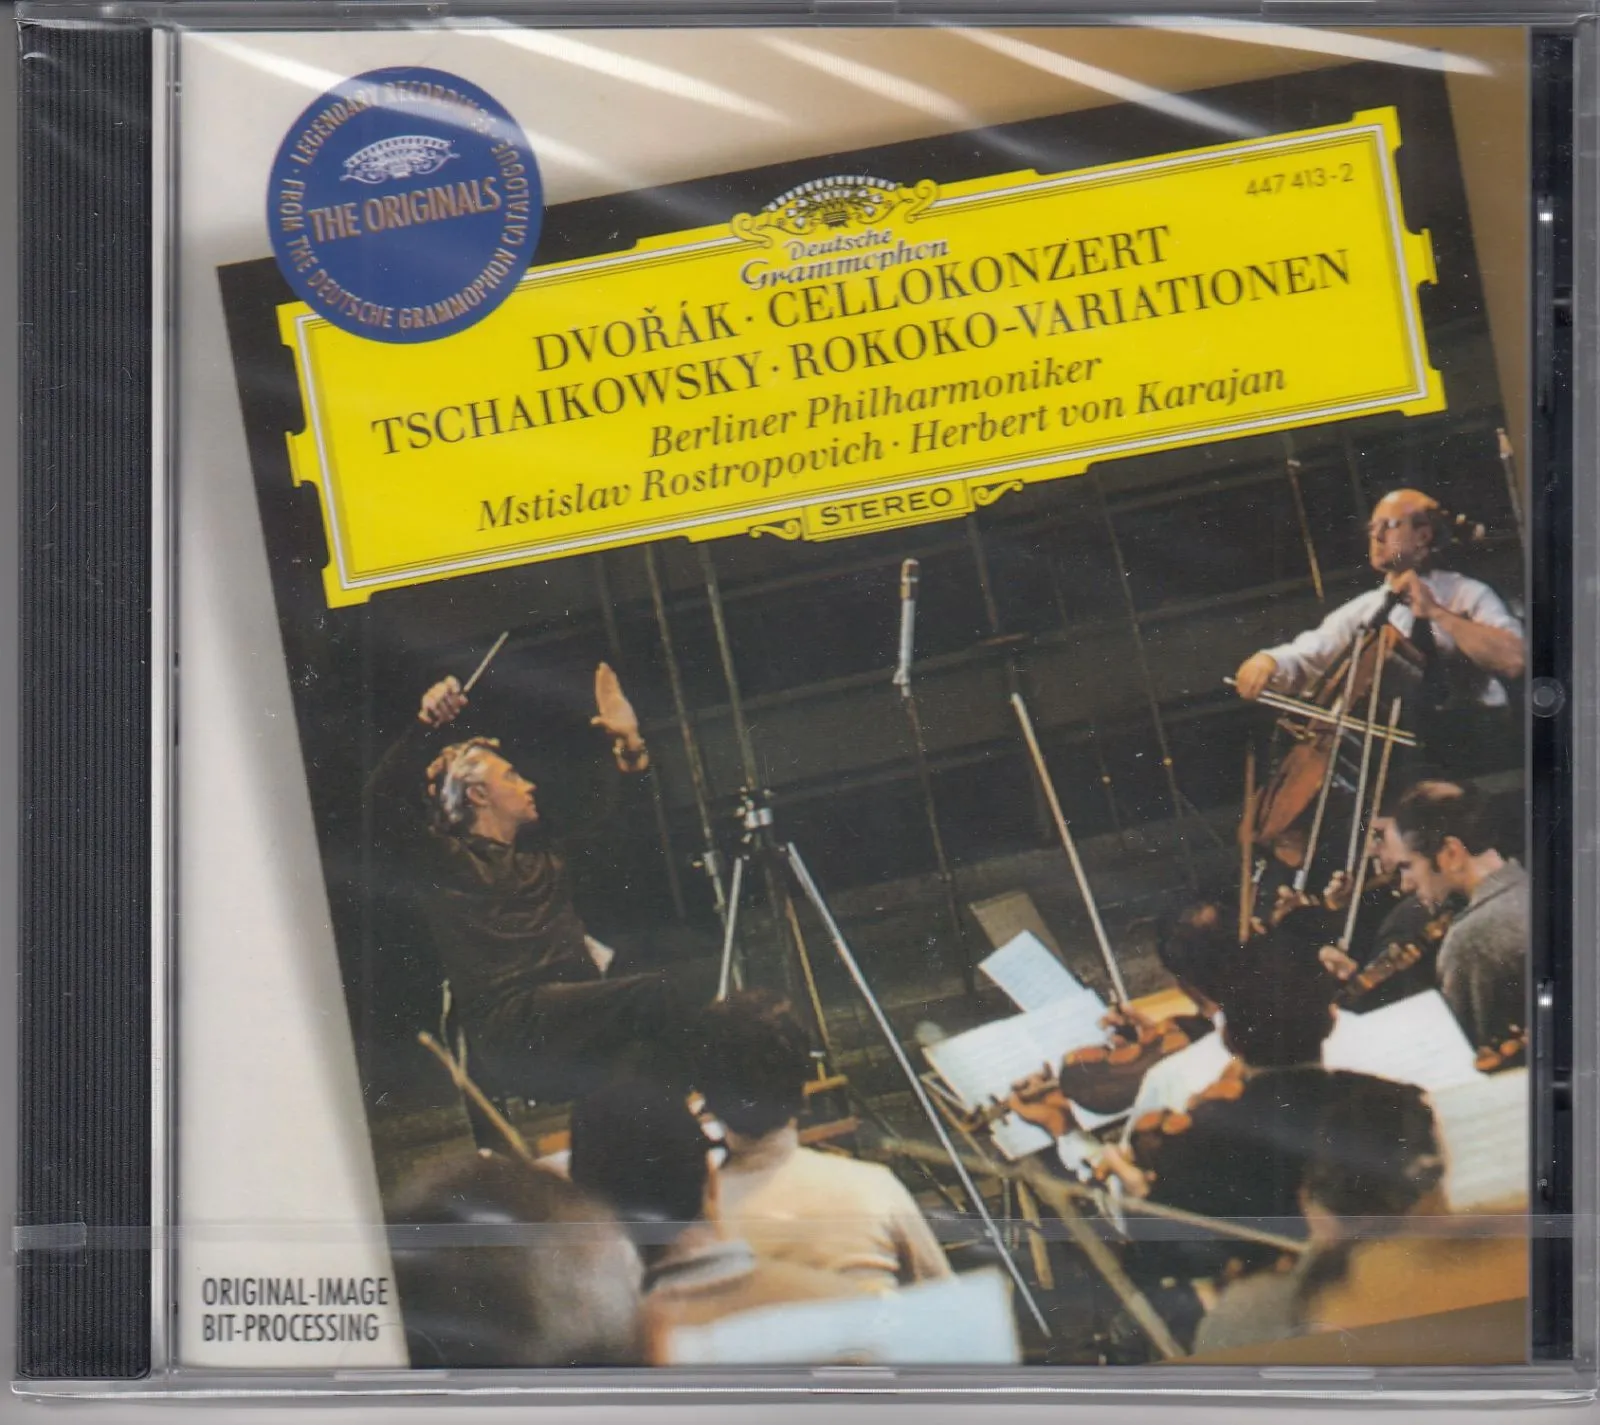 · LEGENDARY RECORDINGS ·
FROM THE DEUTSCHE GRAMMOPHON CATALOGUE
THE ORIGINALS
447 413-2
Deutsche
Grammophon
DVOŘÁK · CELLOKONZERT
TSCHAIKOWSKY · ROKOKO-VARIATIONEN
Berliner Philharmoniker
Mstislav Rostropovich · Herbert von Karajan
STEREO
ORIGINAL-IMAGE
BIT-PROCESSING